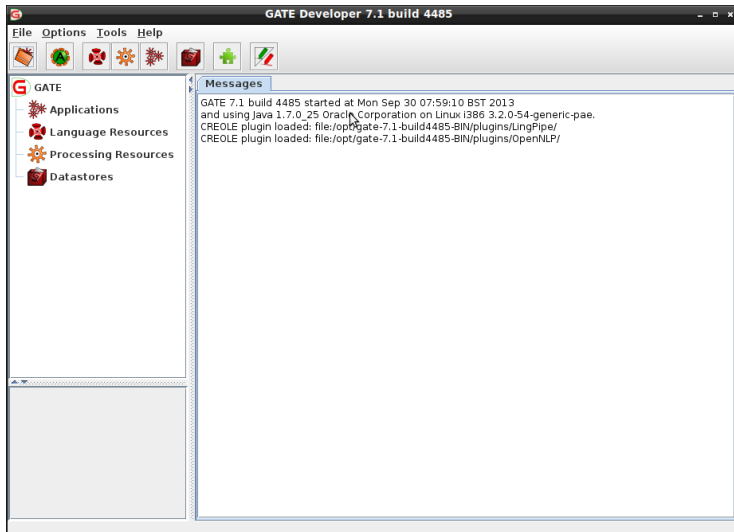 GATE Developer 7.1 build 4485
File Options Tools Help
GATE
Applications
Language Resources
Processing Resources
Datastores
Messages
GATE 7.1 build 4485 started at Mon Sep 30 07:59:10 BST 2013
and using Java 1.7.0_25 Oracle Corporation on Linux i386 3.2.0-54-generic-pae.
CREOLE plugin loaded: file:/opt/gate-7.1-build4485-BIN/plugins/LingPipe/
CREOLE plugin loaded: file:/opt/gate-7.1-build4485-BIN/plugins/OpenNLP/